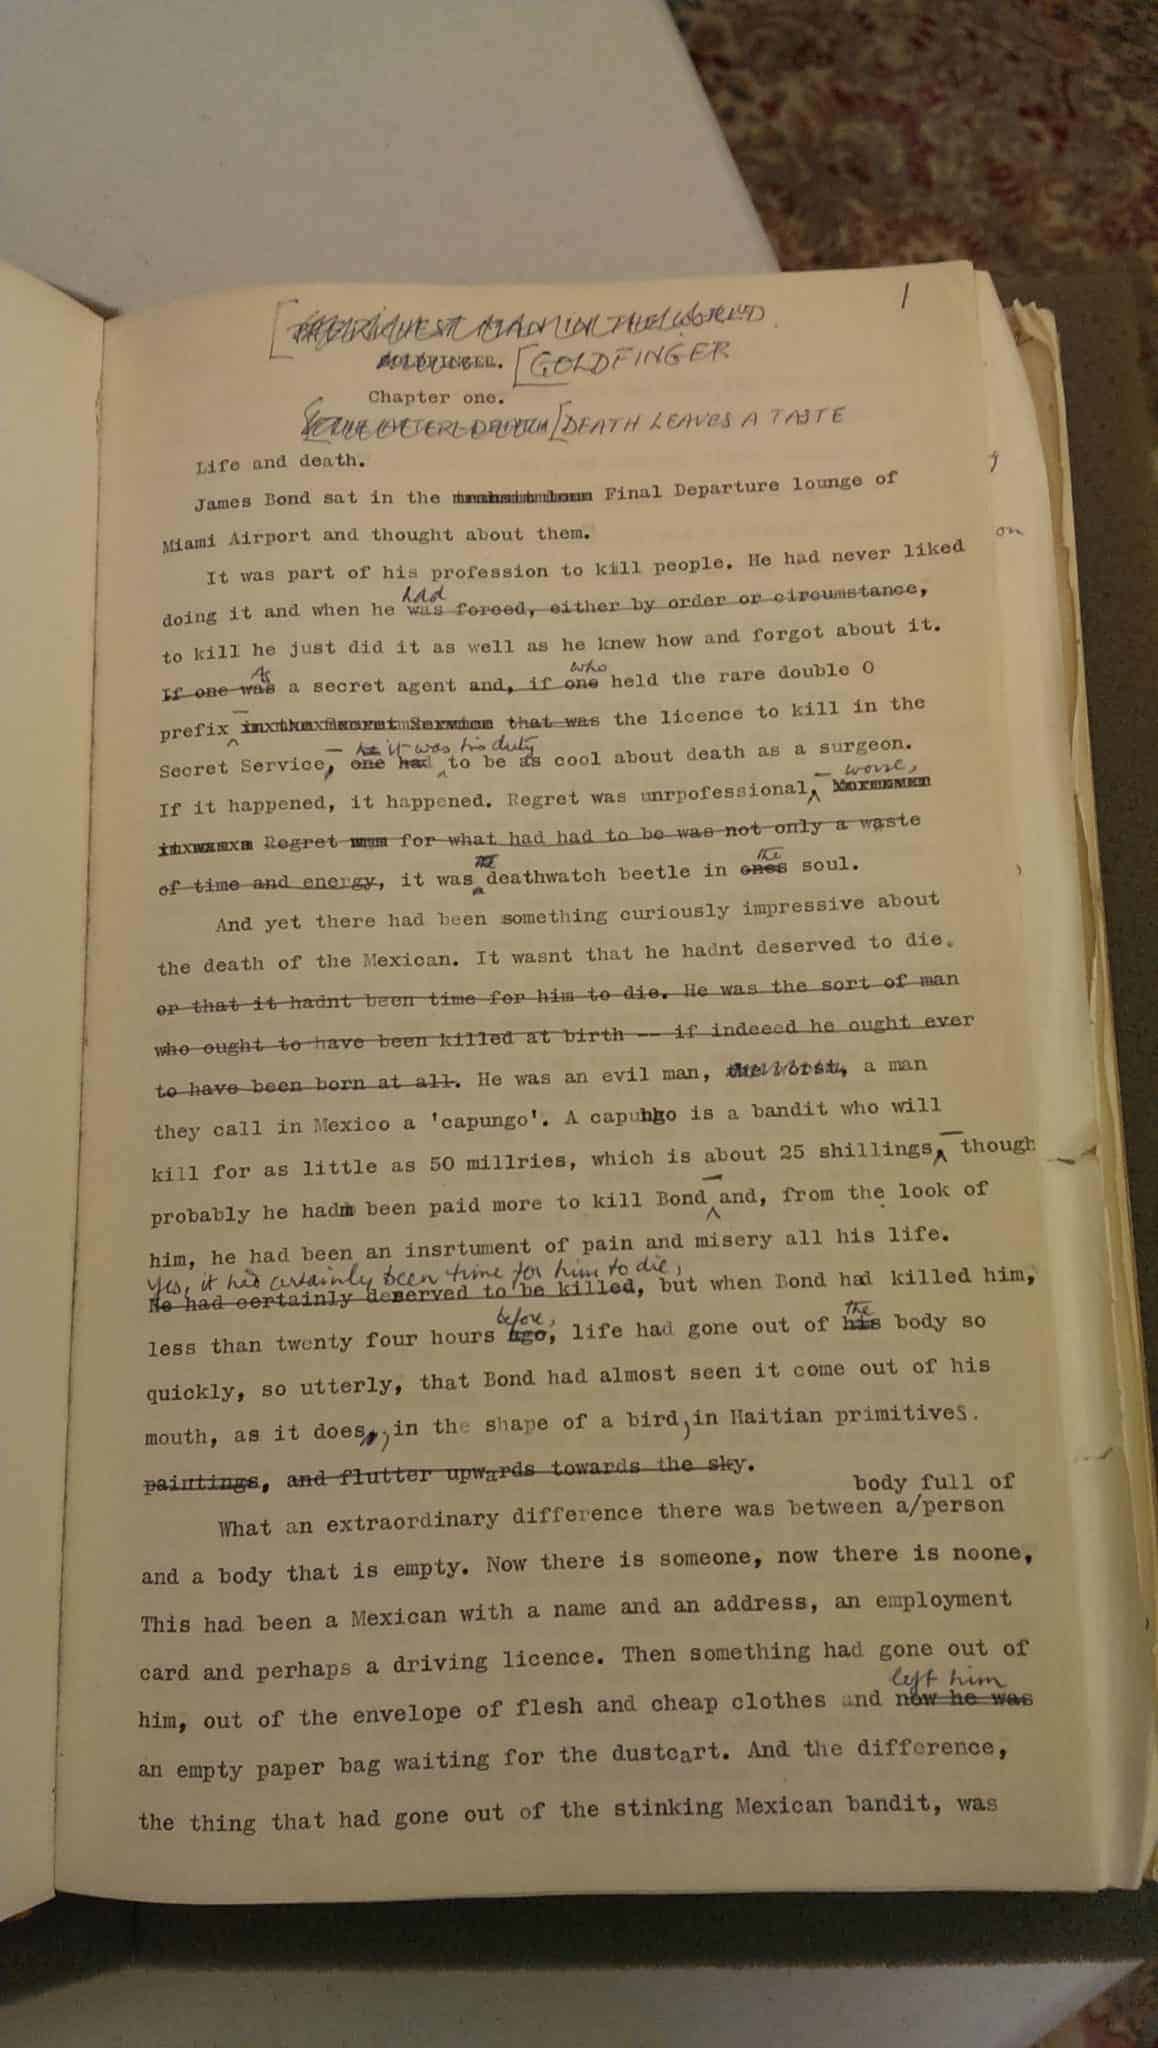 1
THE RICHEST MAN IN THE WORLD
GOLDFINGER. GOLDFINGER
Chapter one.
DEATH LEAVES A TASTE
Life and death.
James Bond sat in the Final Departure lounge of
Miami Airport and thought about them.
It was part of his profession to kill people. He had never liked
had
doing it and when he was forced, either by order or circumstance,
to kill he just did it as well as he knew how and forgot about it.
As who
If one was a secret agent and, if one held the rare double O
prefix in the Secret Service that was the licence to kill in the
it was his duty
Secret Service, one had to be as cool about death as a surgeon.
worse,
If it happened, it happened. Regret was unrpofessional,
it was a Regret for what had had to be was not only a waste
the
of time and energy, it was deathwatch beetle in ones soul.
And yet there had been something curiously impressive about
the death of the Mexican. It wasnt that he hadnt deserved to die.
or that it hadnt been time for him to die. He was the sort of man
who ought to have been killed at birth -- if indeeed he ought ever
to have been born at all. He was an evil man, a man
they call in Mexico a 'capungo'. A capungo is a bandit who will
kill for as little as 50 millries, which is about 25 shillings, though
probably he had been paid more to kill Bond and, from the look of
him, he had been an insrtument of pain and misery all his life.
Yes, it had certainly been time for him to die,
He had certainly deserved to be killed, but when Bond had killed him,
before, the
less than twenty four hours ago, life had gone out of his body so
quickly, so utterly, that Bond had almost seen it come out of his
mouth, as it does, in the shape of a bird, in Haitian primitives.
paintings, and flutter upwards towards the sky.
body full of
What an extraordinary difference there was between a/person
and a body that is empty. Now there is someone, now there is noone,
This had been a Mexican with a name and an address, an employment
card and perhaps a driving licence. Then something had gone out of
left him
him, out of the envelope of flesh and cheap clothes and now he was
an empty paper bag waiting for the dustcart. And the difference,
the thing that had gone out of the stinking Mexican bandit, was
on